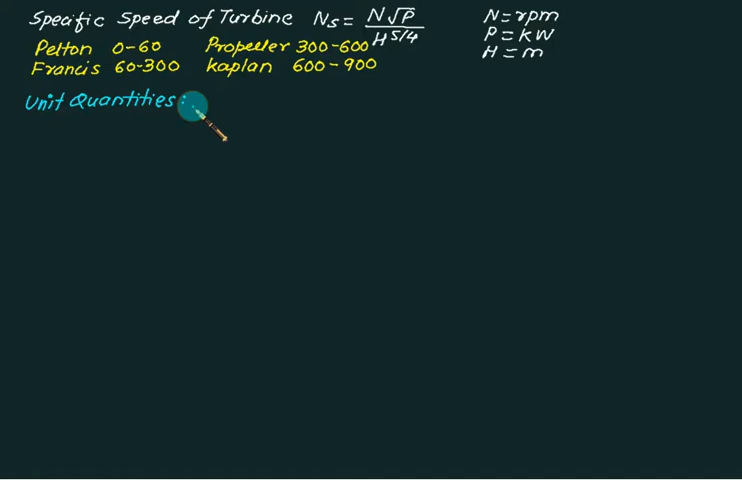 Specific Speed of Turbine Ns = N√P / H^5/4 N = rpm
P = kW
H = m
Pelton 0-60 Propeller 300-600
Francis 60-300 kaplan 600-900
Unit Quantities :